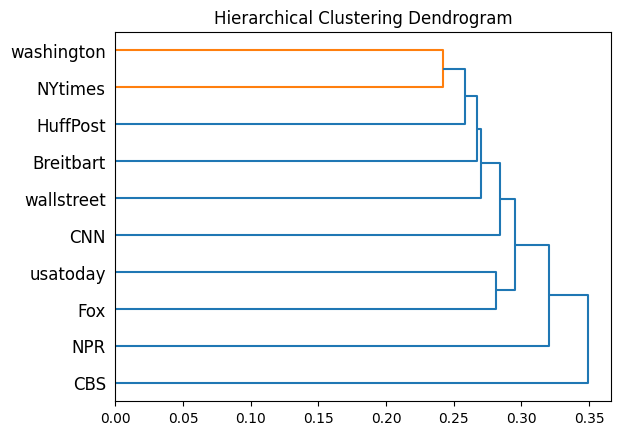 Hierarchical Clustering Dendrogram
washington
NYtimes
HuffPost
Breitbart
wallstreet
CNN
usatoday
Fox
NPR
CBS
0.00 0.05 0.10 0.15 0.20 0.25 0.30 0.35